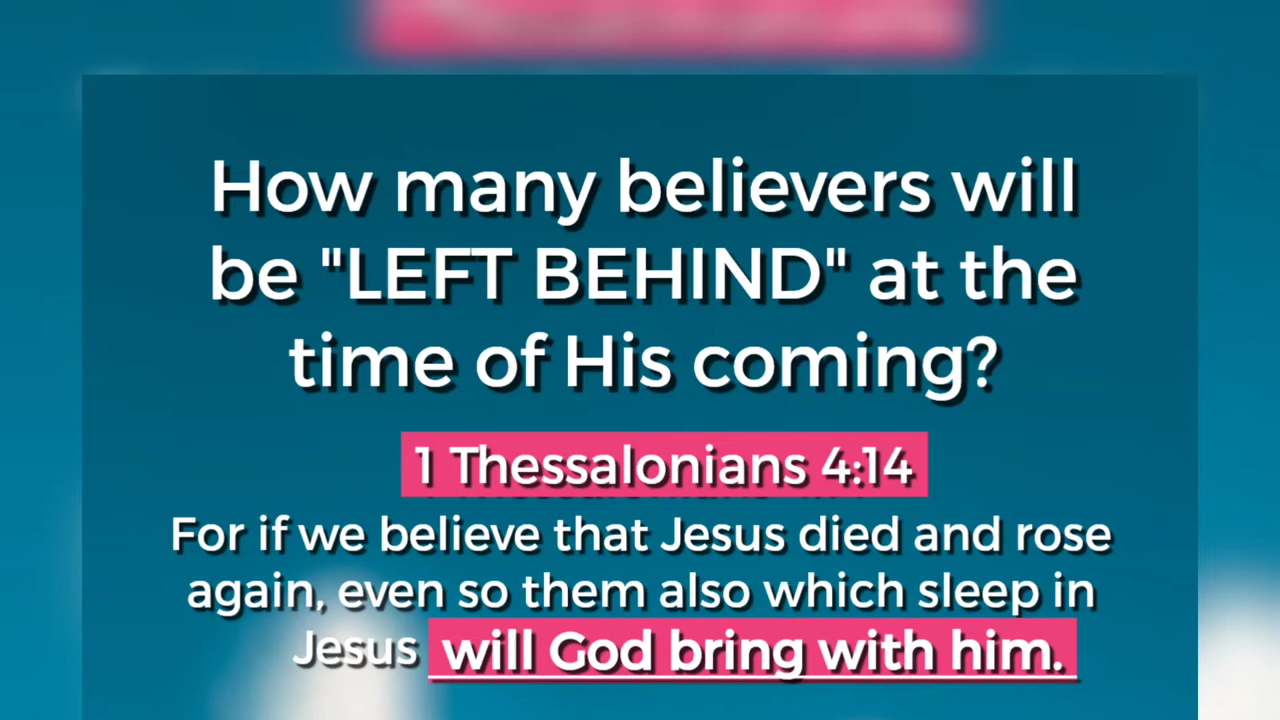 How many believers will
be "LEFT BEHIND" at the
time of His coming?
1 Thessalonians 4:14
For if we believe that Jesus died and rose
again, even so them also which sleep in
Jesus will God bring with him.